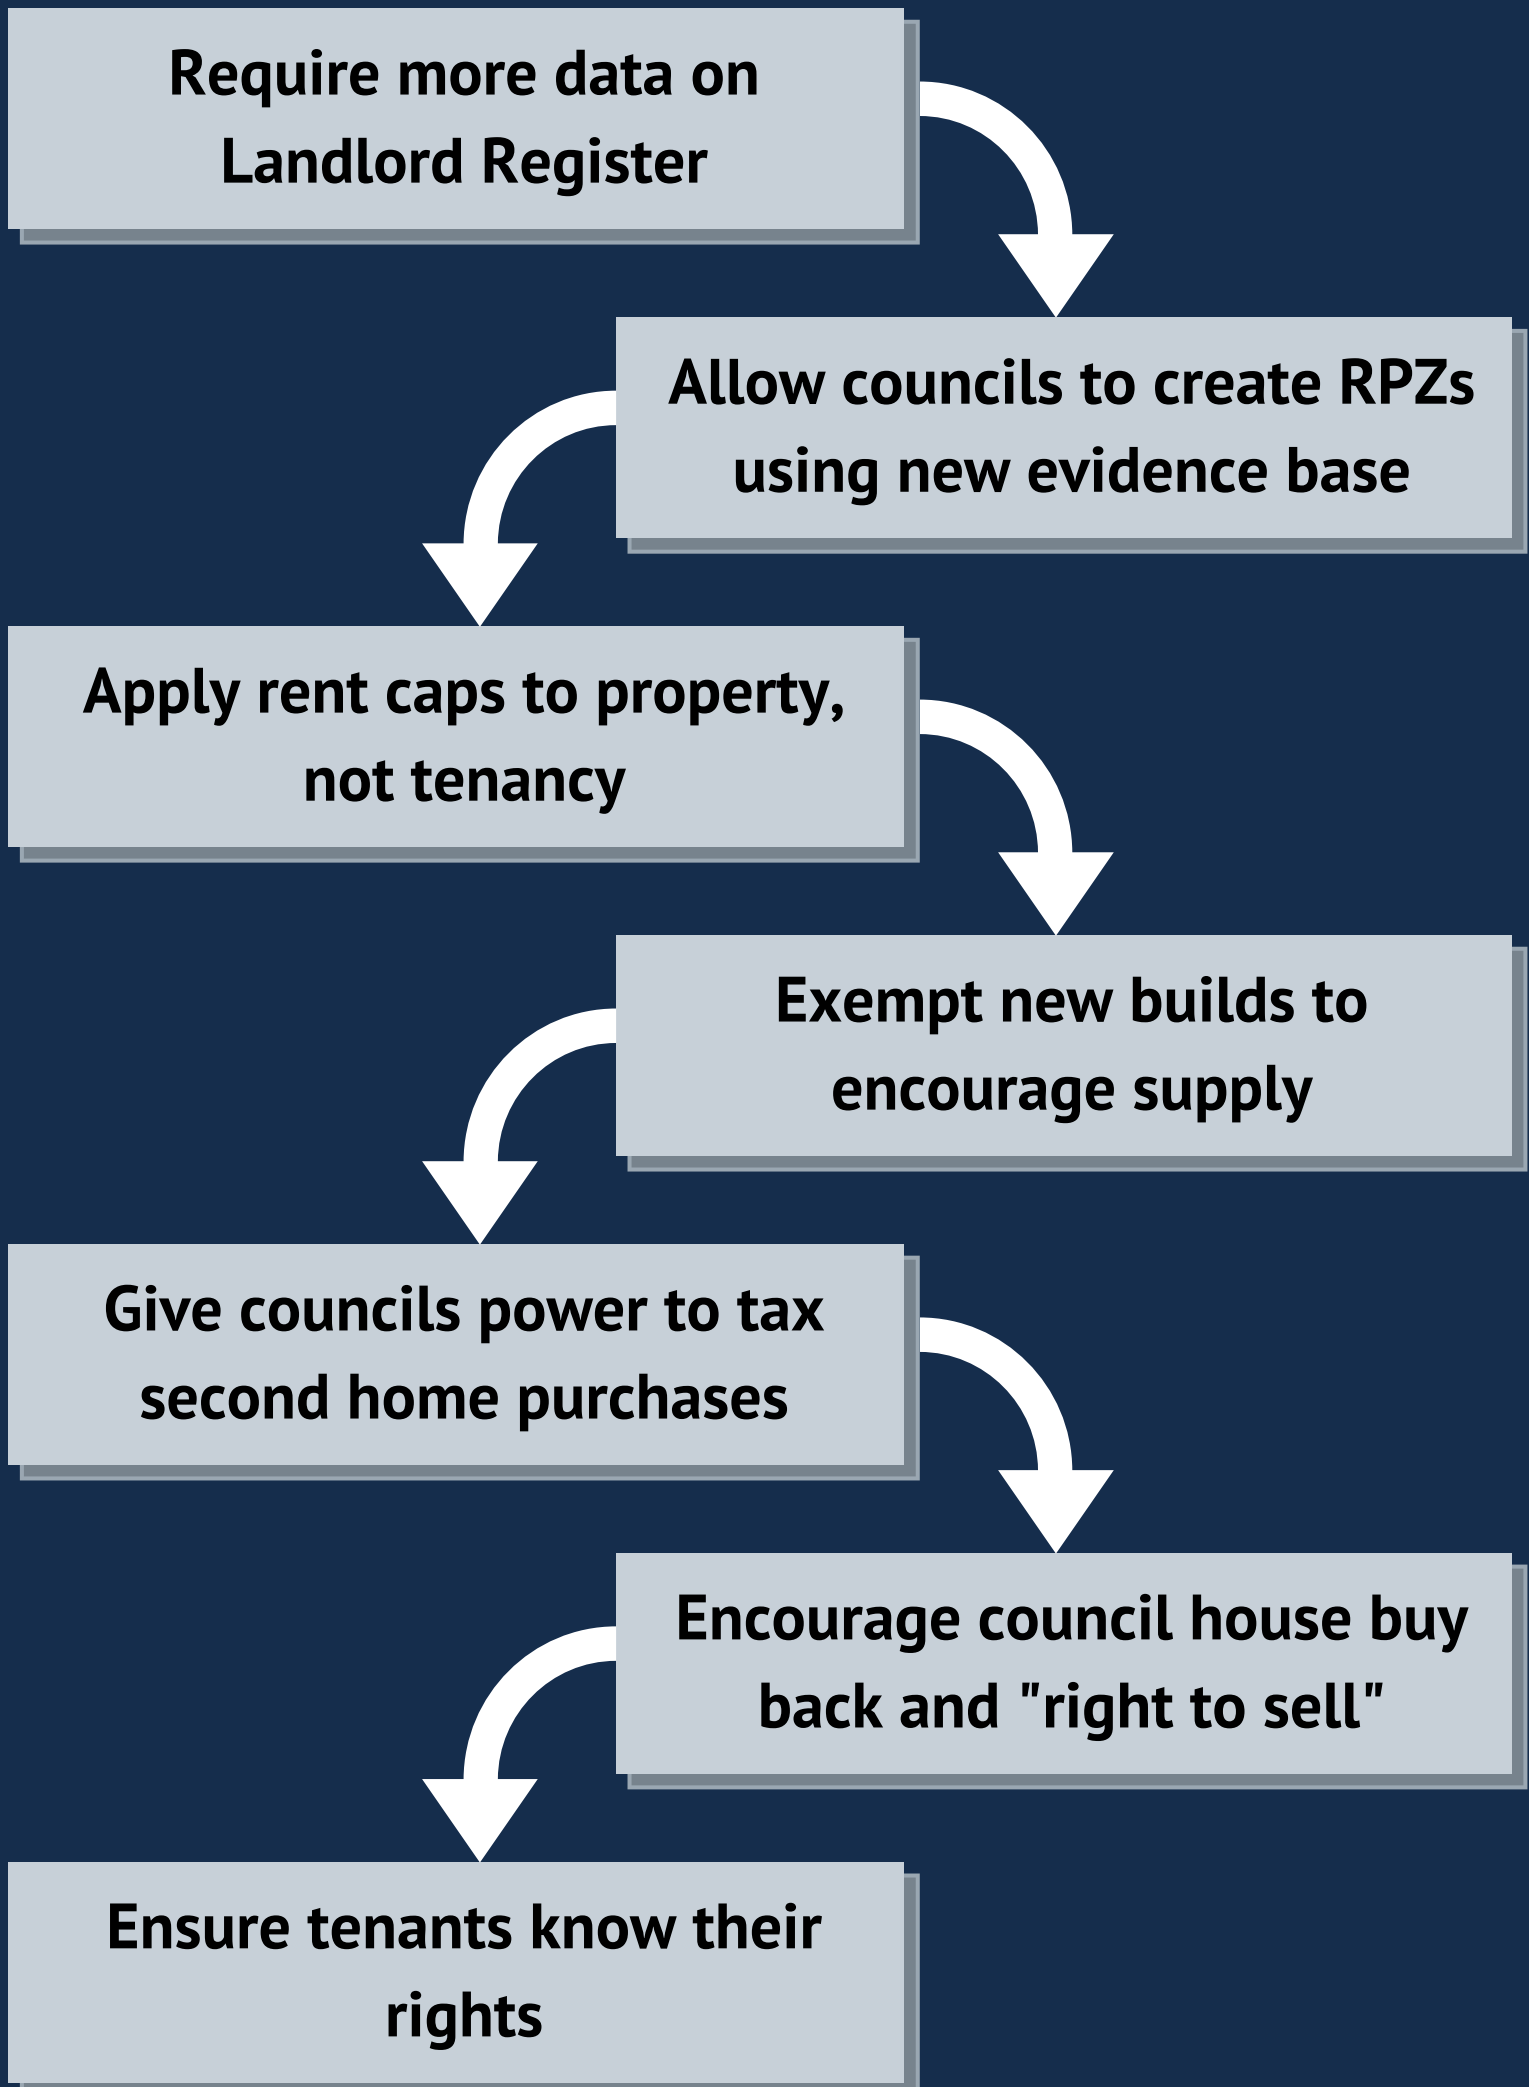 Require more data on
Landlord Register
Allow councils to create RPZs
using new evidence base
Apply rent caps to property,
not tenancy
Exempt new builds to
encourage supply
Give councils power to tax
second home purchases
Encourage council house buy
back and "right to sell"
Ensure tenants know their
rights